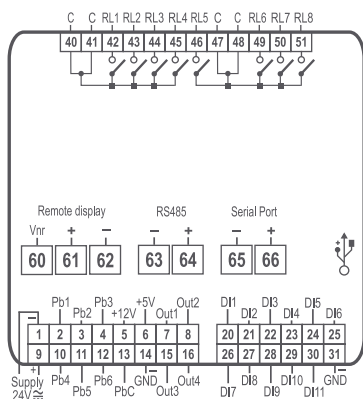 C C RL1 RL2 RL3 RL4 RL5 C C RL6 RL7 RL8
40 41 42 43 44 45 46 47 48 49 50 51
Remote display RS485 Serial Port
Vnr + − − + − +
60 61 62 63 64 65 66
Pb1 Pb3 +5V Out2 DI1 DI3 DI5
Pb2 +12V Out1 DI2 DI4 DI6
− 1 2 3 4 5 6 7 8 20 21 22 23 24 25
+ 9 10 11 12 13 14 15 16 26 27 28 29 30 31
Supply Pb4 Pb6 GND Out4 DI8 DI10 GND
24V≂ Pb5 PbC Out3 DI7 DI9 DI11